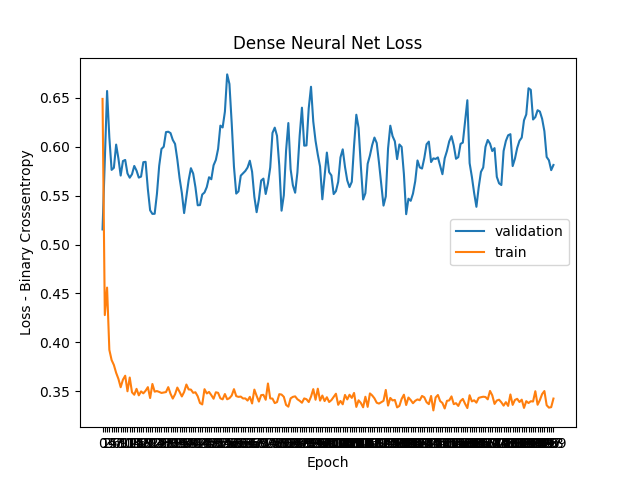 Dense Neural Net Loss
0.65
0.60
0.55
0.50
0.45
0.40
0.35
Loss - Binary Crossentropy
validation
train
Epoch